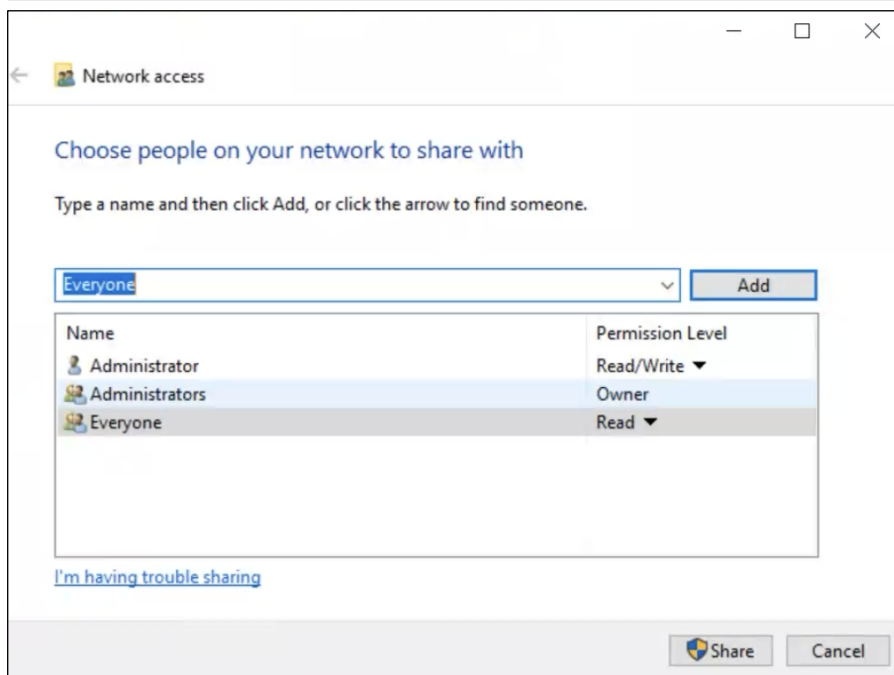 Network access
Choose people on your network to share with
Type a name and then click Add, or click the arrow to find someone.
Everyone Add
Name Permission Level
Administrator Read/Write
Administrators Owner
Everyone Read
I'm having trouble sharing
Share Cancel